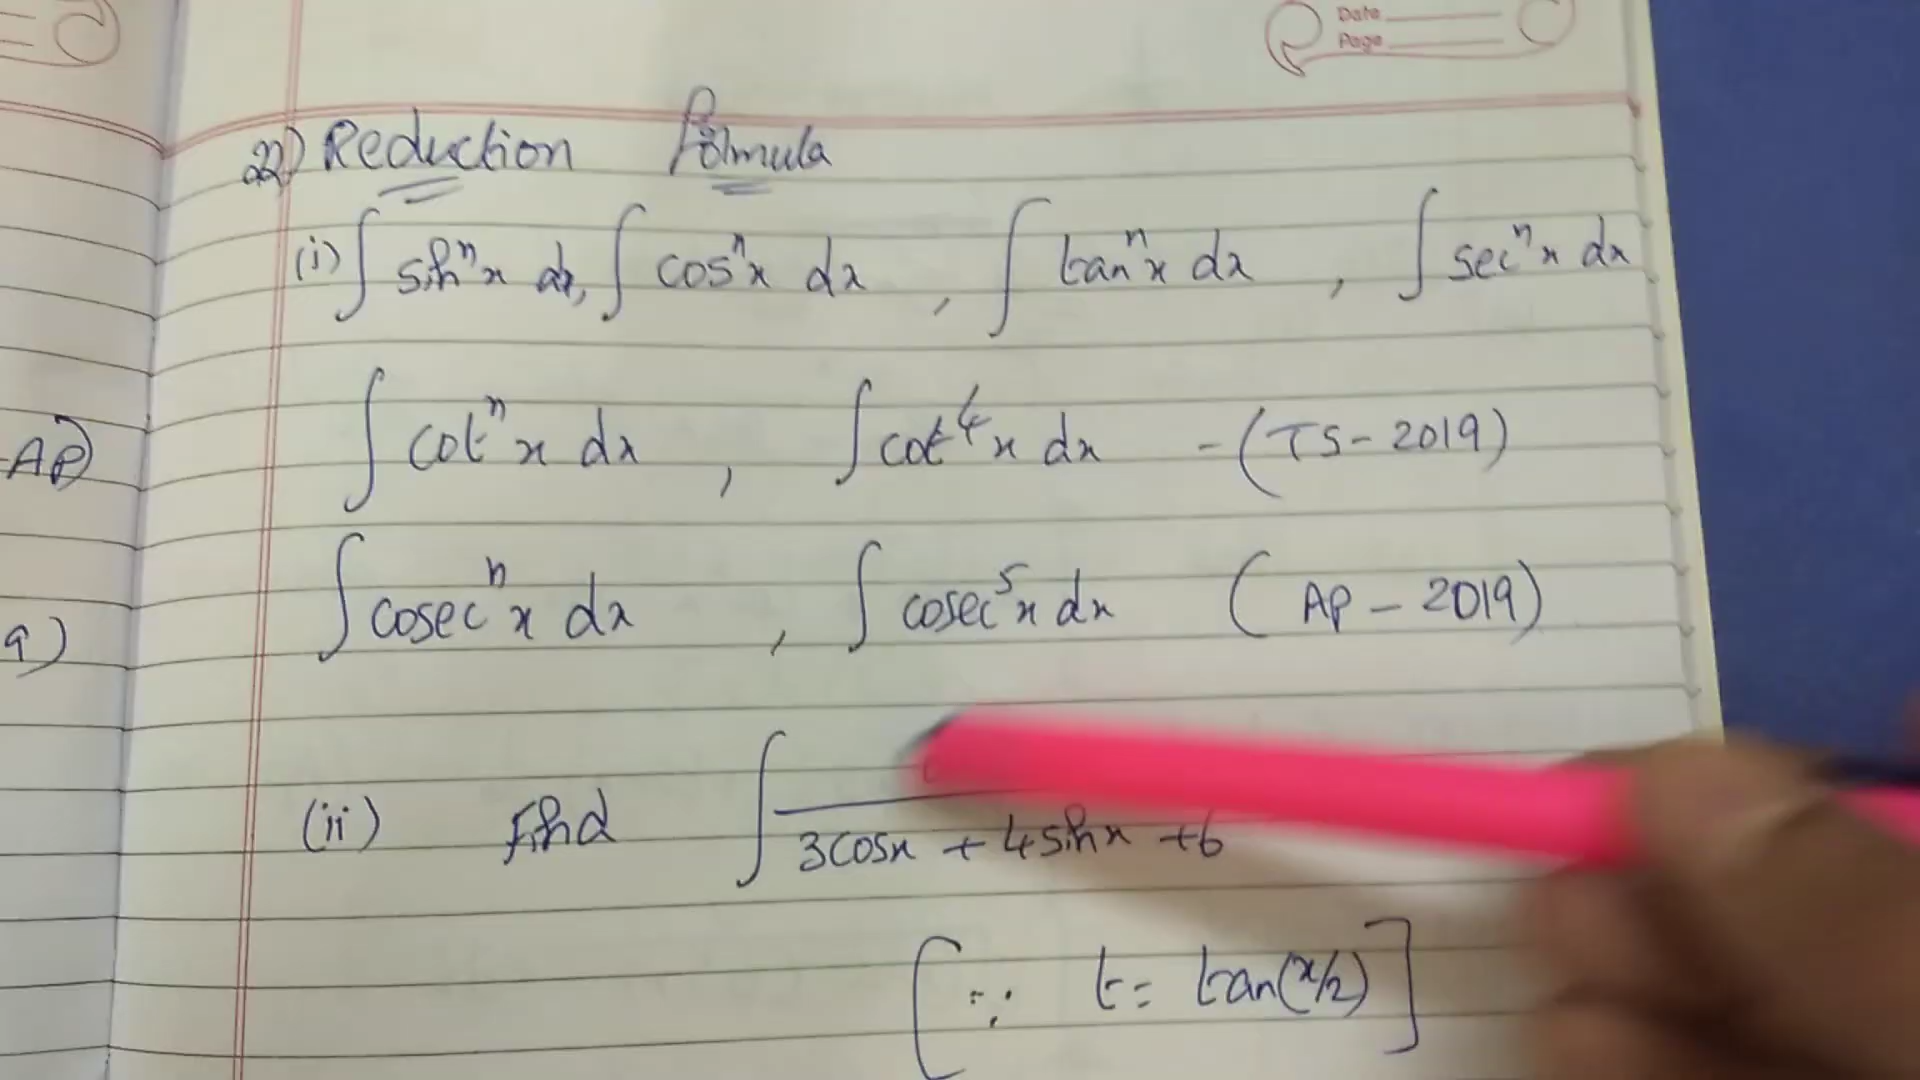 Date
Page
22) Reduction Formula
(i) ∫ sinⁿx dx, ∫ cosⁿx dx , ∫ tanⁿx dx , ∫ secⁿx dx
AP)
∫ cotⁿx dx , ∫ cot⁴x dx - (TS-2019)
∫ cosecⁿx dx , ∫ cosec⁵x dx (AP-2019)
9)
(ii) Find ∫ ―/3cosx + 4sinx + 6
[∵ t = tan(x/2)]